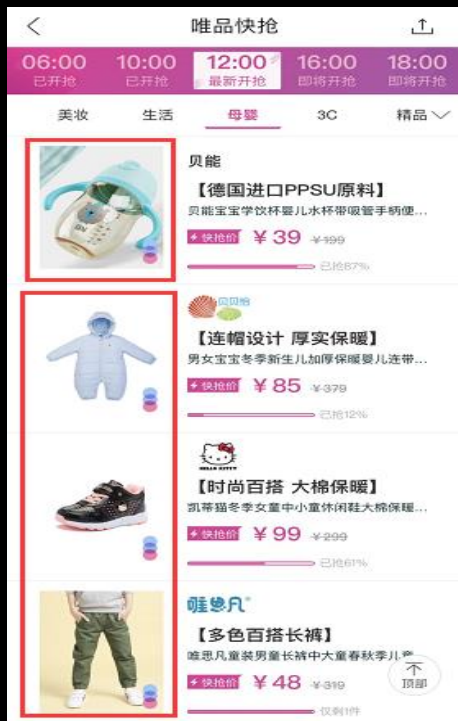 唯品快抢
06:00 10:00 12:00 16:00 18:00
已开抢 已开抢 最新开抢 即将开抢 即将开抢
美妆 生活 母婴 3C 精品
贝能
【德国进口PPSU原料】
贝能宝宝学饮杯婴儿水杯带吸管手柄便...
快抢价 ¥39 ¥199
已抢87%
贝贝怡
【连帽设计 厚实保暖】
男女宝宝冬季新生儿加厚保暖婴儿连带...
快抢价 ¥85 ¥379
已抢12%
HELLO KITTY
【时尚百搭 大棉保暖】
凯蒂猫冬季女童中小童休闲鞋大棉保暖...
快抢价 ¥99 ¥299
已抢61%
唯思凡
【多色百搭长裤】
唯思凡童装男童长裤中大童春秋季儿童
快抢价 ¥48 ¥319
仅剩1件
顶部